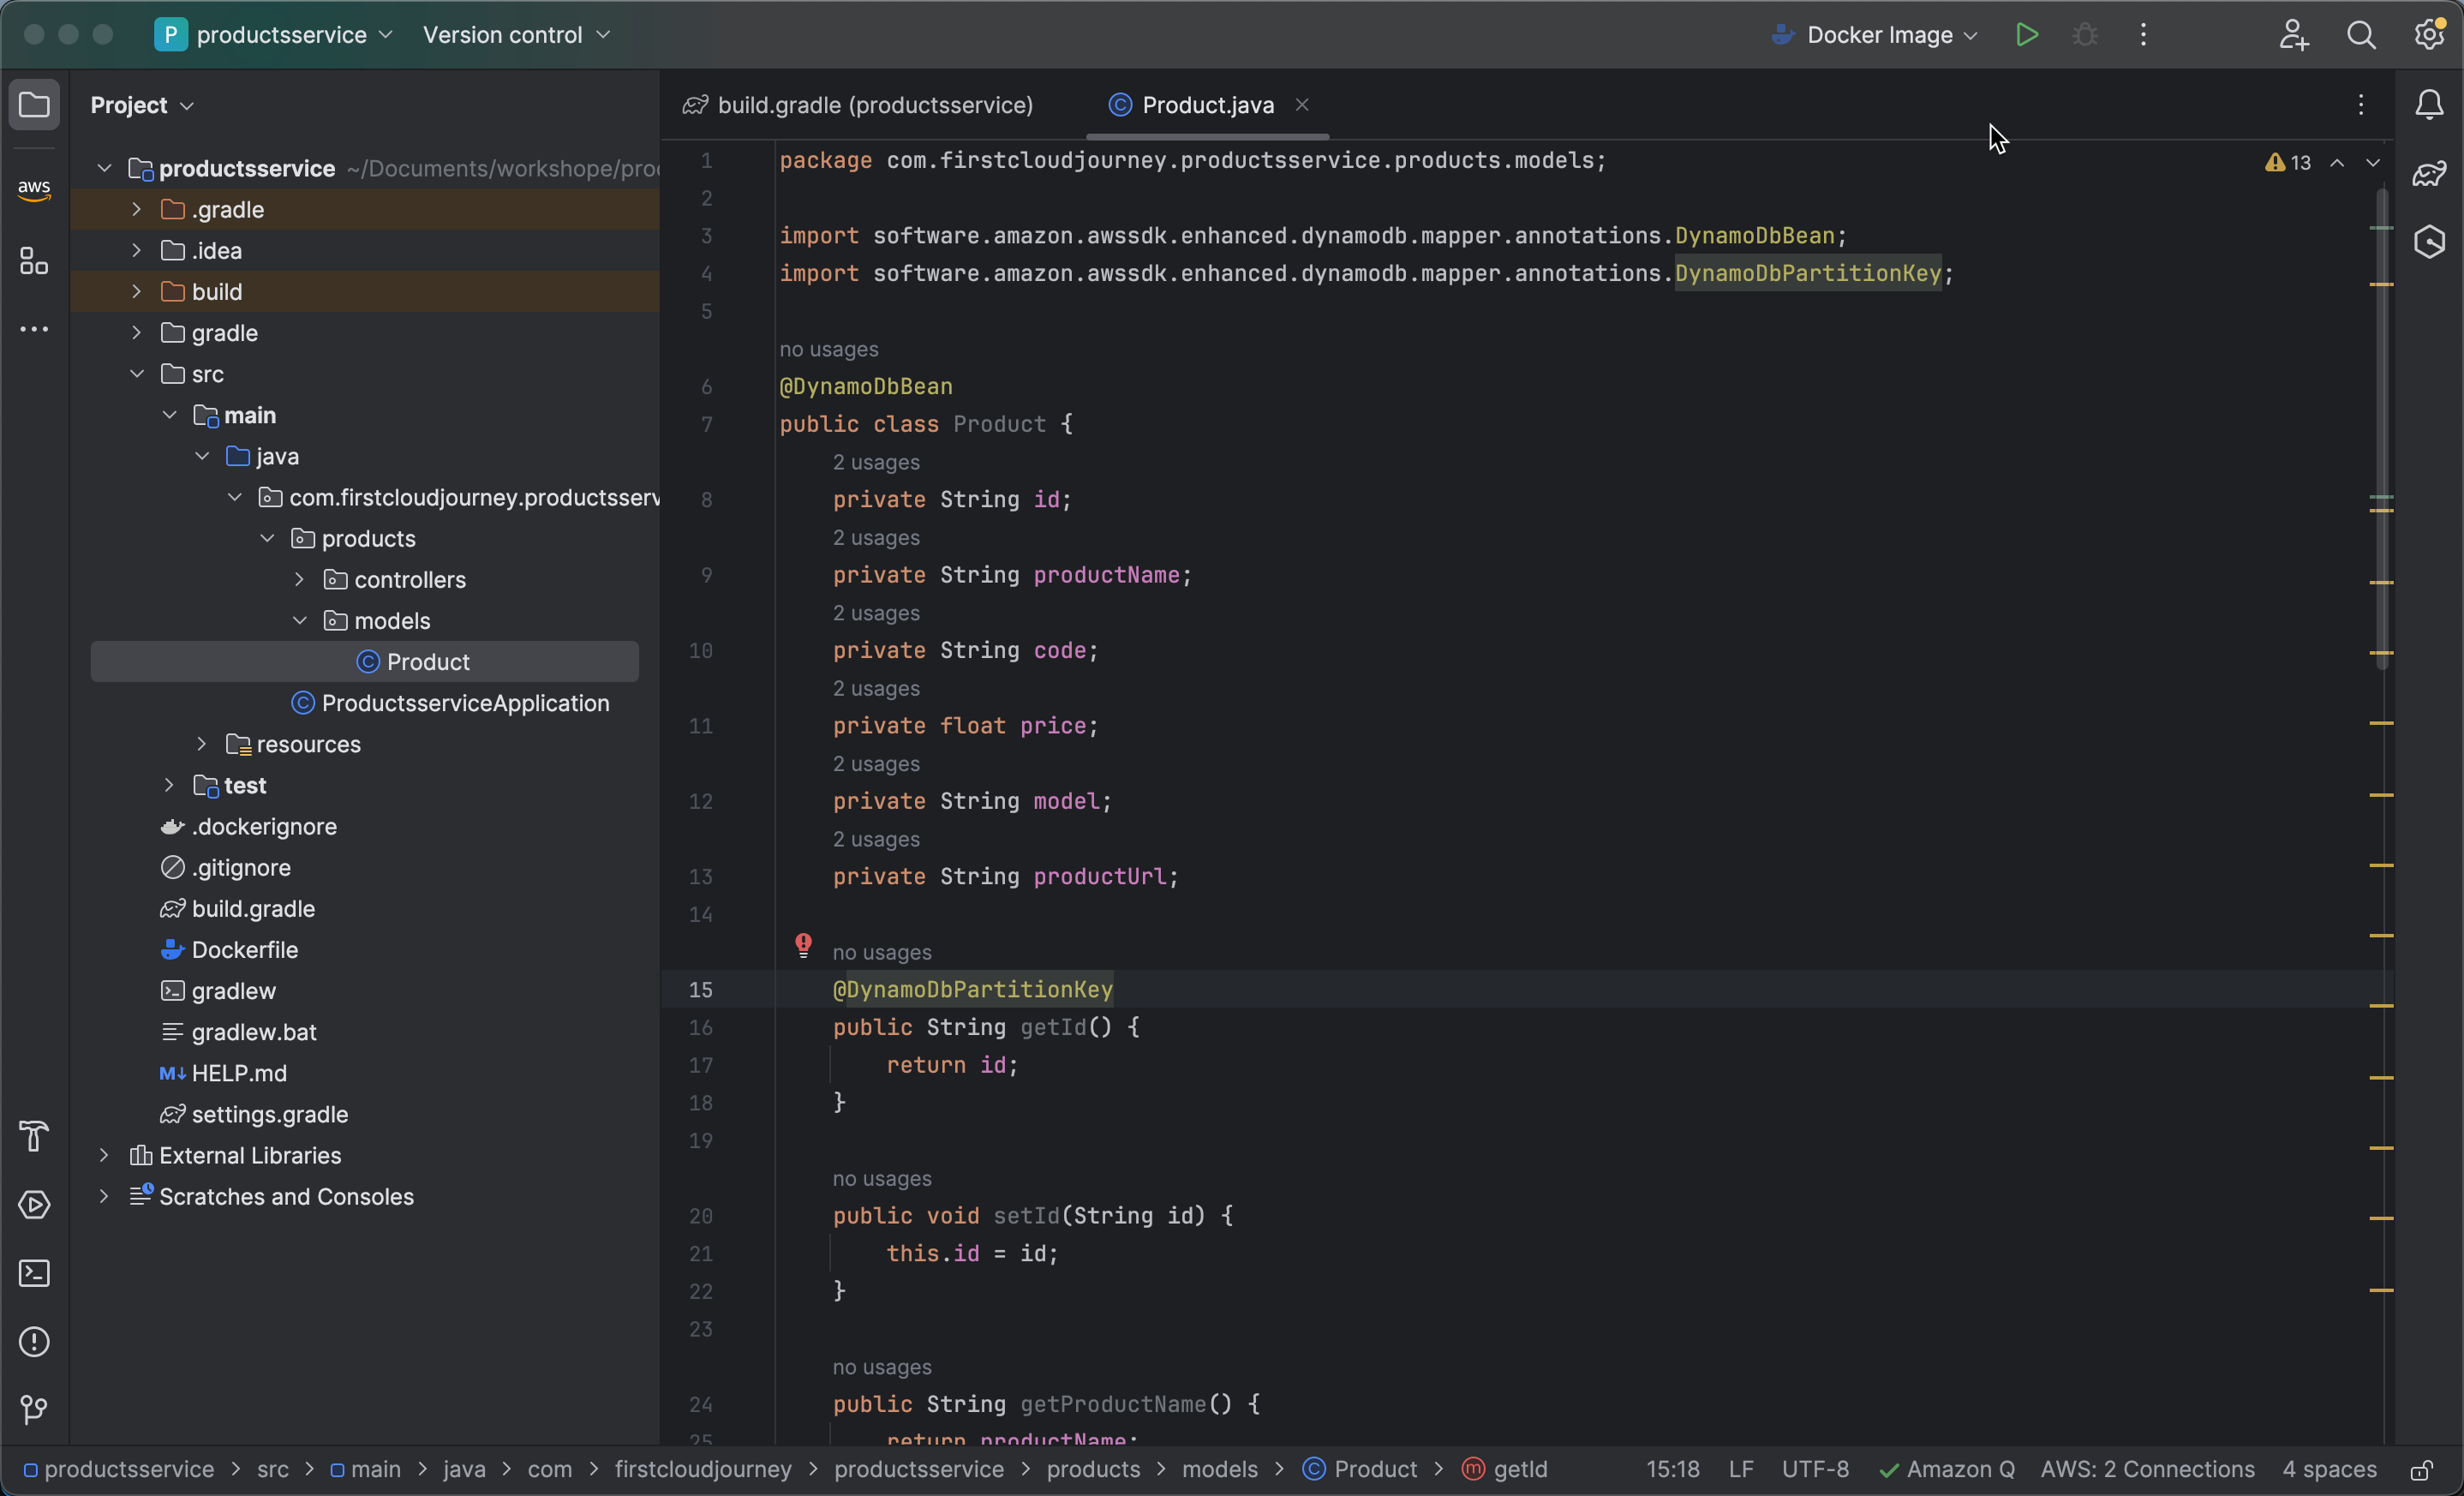 P productsservice Version control Docker Image
Project
build.gradle (productsservice) Product.java
aws
productsservice ~/Documents/workshope/pro
.gradle
.idea
build
gradle
src
main
java
com.firstcloudjourney.productsserv
products
controllers
models
Product
ProductsserviceApplication
resources
test
.dockerignore
.gitignore
build.gradle
Dockerfile
gradlew
gradlew.bat
M↓ HELP.md
settings.gradle
External Libraries
Scratches and Consoles
13
1 package com.firstcloudjourney.productsservice.products.models;
2
3 import software.amazon.awssdk.enhanced.dynamodb.mapper.annotations.DynamoDbBean;
4 import software.amazon.awssdk.enhanced.dynamodb.mapper.annotations.DynamoDbPartitionKey;
5
no usages
6 @DynamoDbBean
7 public class Product {
2 usages
8 private String id;
2 usages
9 private String productName;
2 usages
10 private String code;
2 usages
11 private float price;
2 usages
12 private String model;
2 usages
13 private String productUrl;
14
no usages
15 @DynamoDbPartitionKey
16 public String getId() {
17 return id;
18 }
19
no usages
20 public void setId(String id) {
21 this.id = id;
22 }
23
no usages
24 public String getProductName() {
25 return productName;
productsservice > src > main > java > com > firstcloudjourney > productsservice > products > models > Product > getId 15:18 LF UTF-8 Amazon Q AWS: 2 Connections 4 spaces